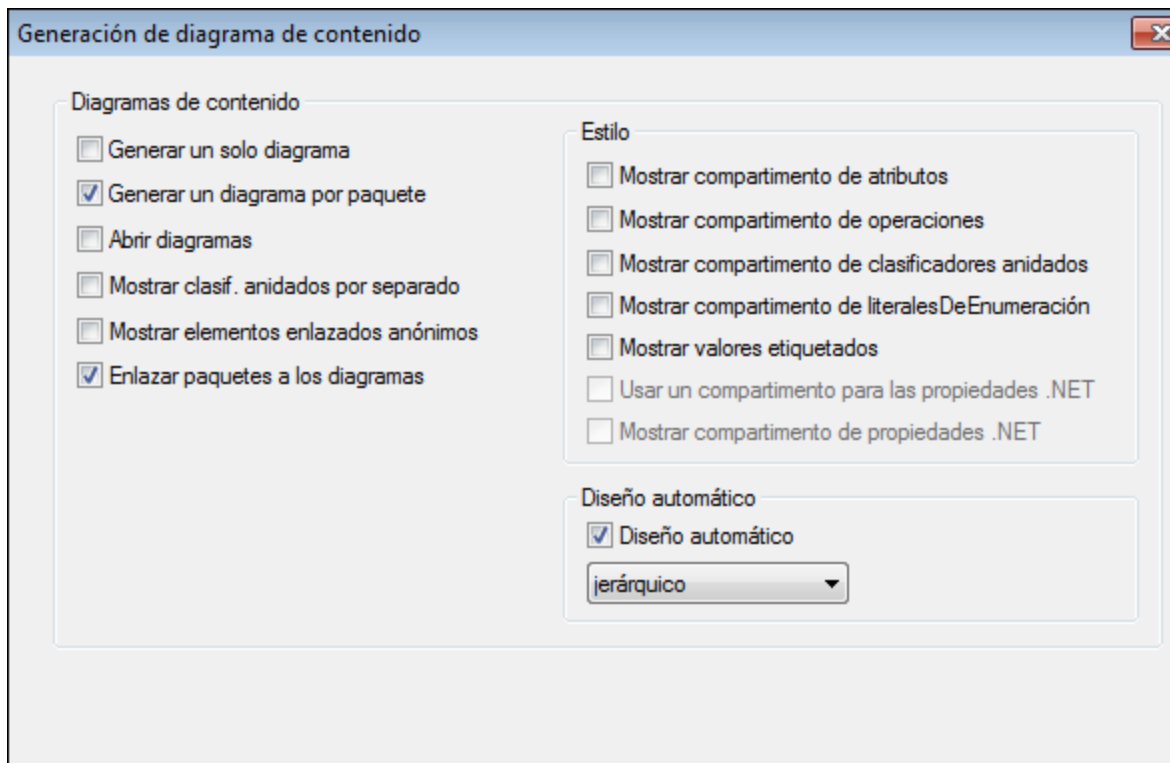 Generación de diagrama de contenido
Diagramas de contenido
Generar un solo diagrama
Generar un diagrama por paquete
Abrir diagramas
Mostrar clasif. anidados por separado
Mostrar elementos enlazados anónimos
Enlazar paquetes a los diagramas
Estilo
Mostrar compartimento de atributos
Mostrar compartimento de operaciones
Mostrar compartimento de clasificadores anidados
Mostrar compartimento de literalesDeEnumeración
Mostrar valores etiquetados
Usar un compartimento para las propiedades .NET
Mostrar compartimento de propiedades .NET
Diseño automático
Diseño automático
jerárquico